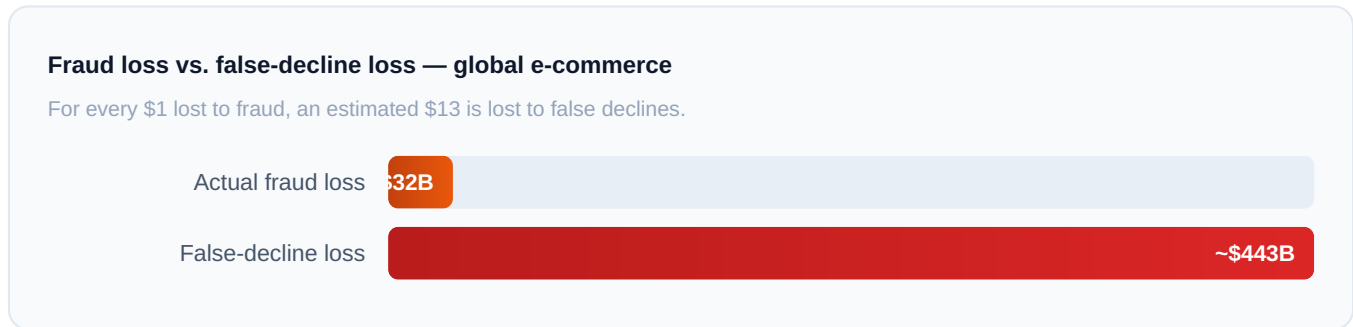 Fraud loss vs. false-decline loss — global e-commerce
For every $1 lost to fraud, an estimated $13 is lost to false declines.
Actual fraud loss
$32B
False-decline loss
~$443B